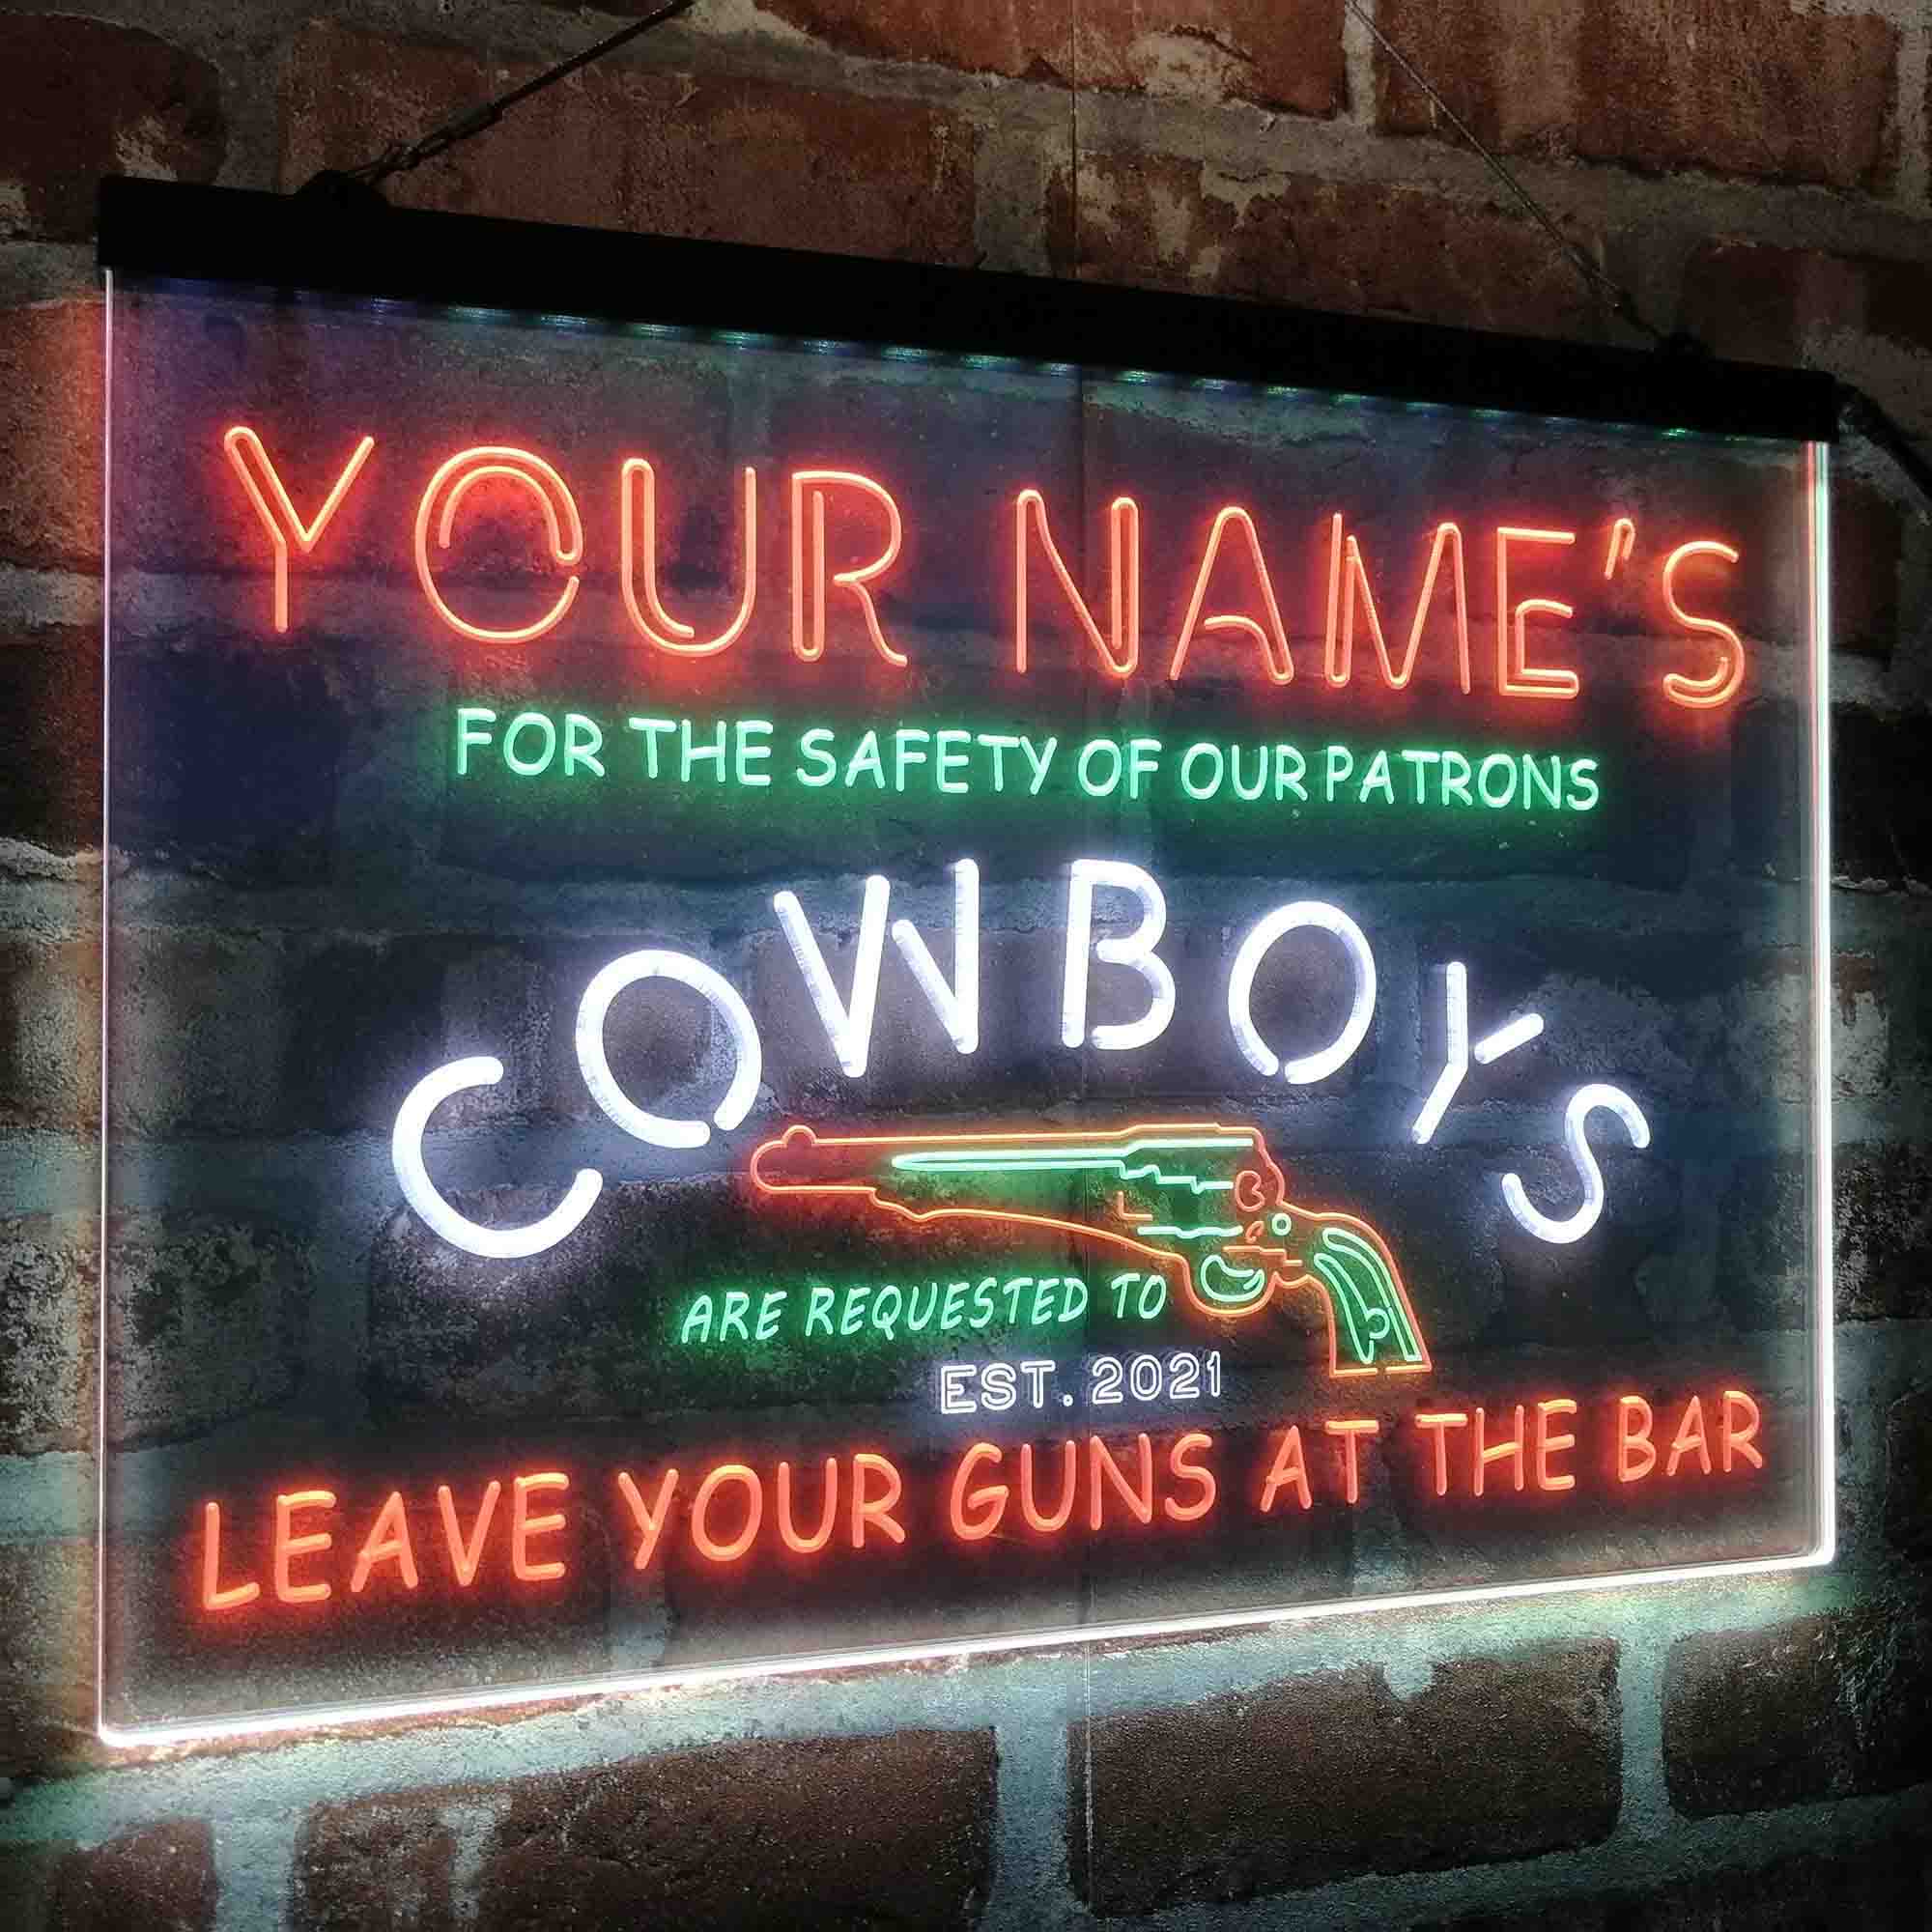 YOUR NAME'S
FOR THE SAFETY OF OUR PATRONS
COWBOYS
ARE REQUESTED TO
EST. 2021
LEAVE YOUR GUNS AT THE BAR